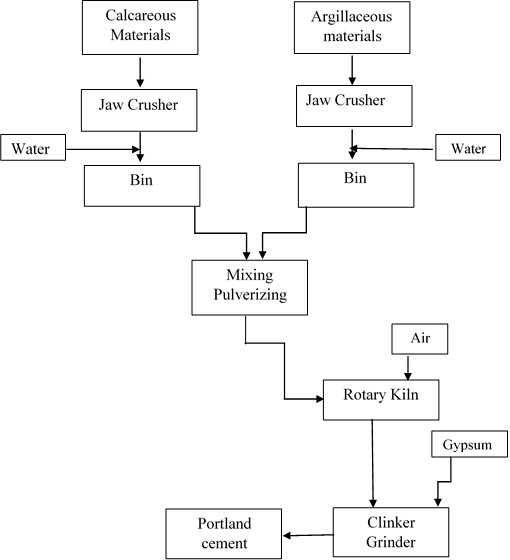 Calcareous
Materials
Argillaceous
materials
Jaw Crusher
Jaw Crusher
Water
Water
Bin
Bin
Mixing
Pulverizing
Air
Rotary Kiln
Gypsum
Portland
cement
Clinker
Grinder